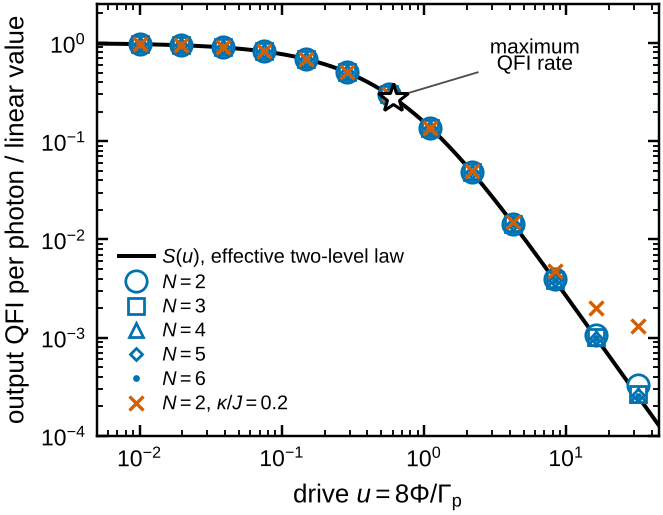 output QFI per photon / linear value
10⁰
10⁻¹
10⁻²
10⁻³
10⁻⁴
maximum
QFI rate
S(u), effective two-level law
N = 2
N = 3
N = 4
N = 5
N = 6
N = 2, κ/J = 0.2
10⁻²
10⁻¹
10⁰
10¹
drive u = 8Φ/Γₚ